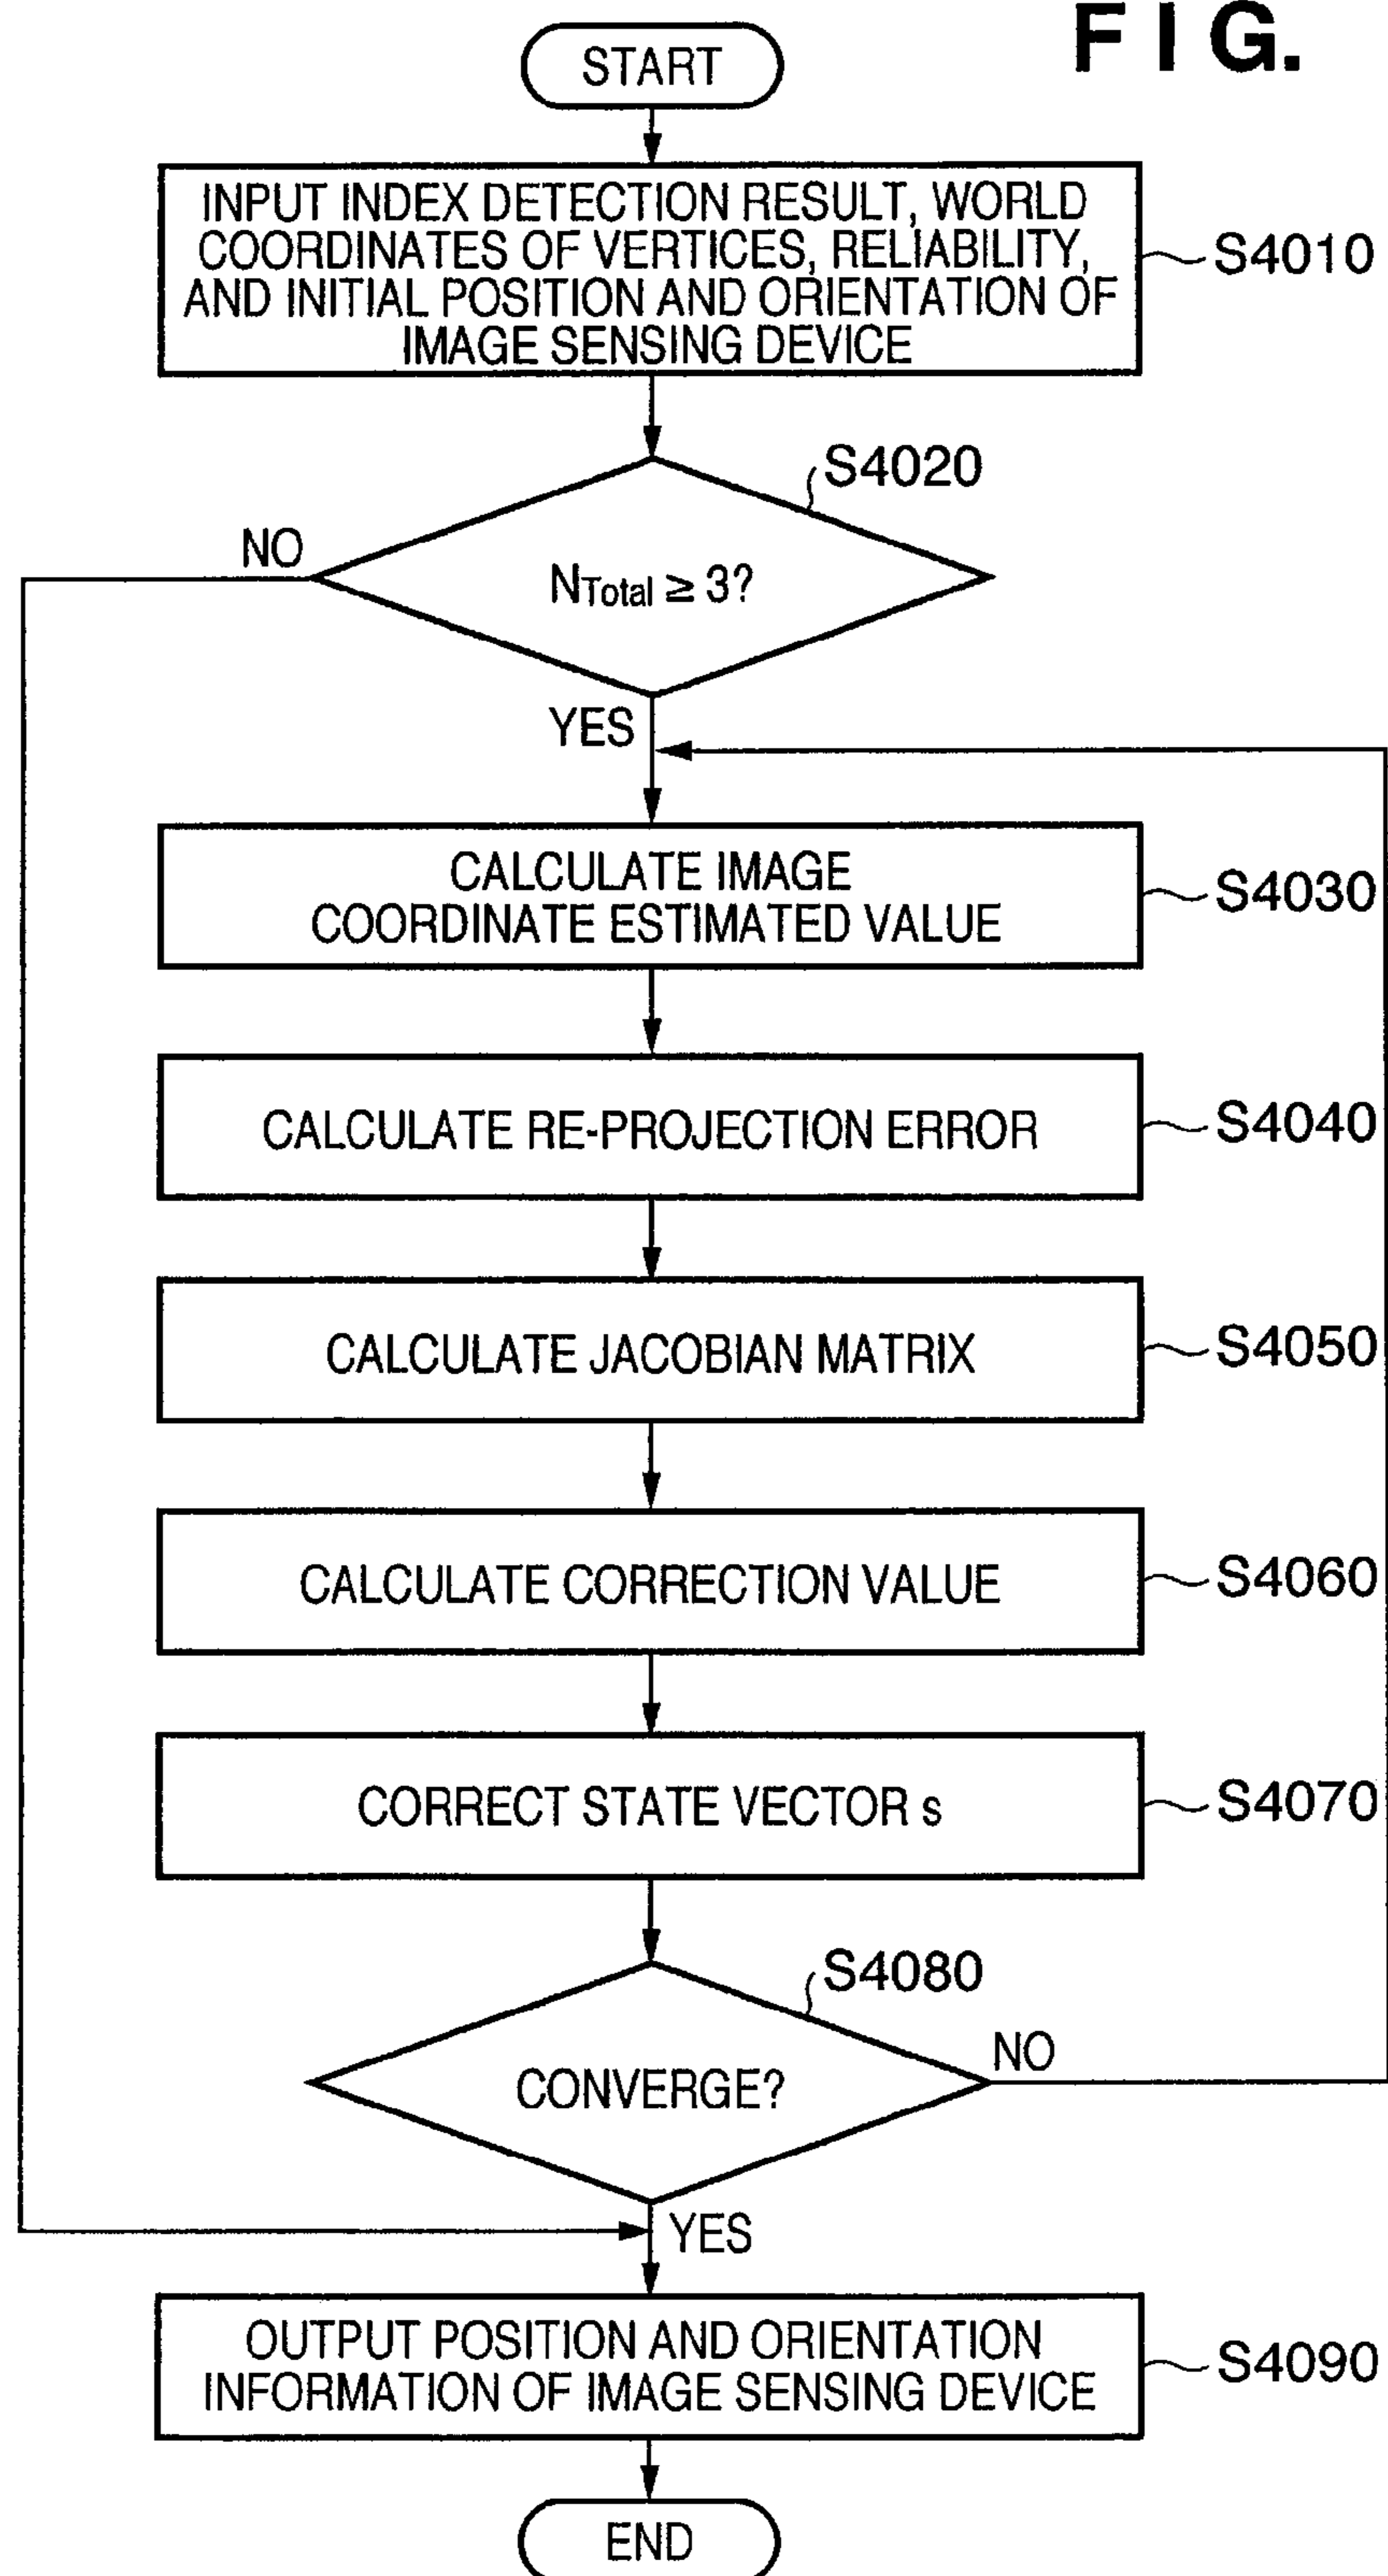 FIG.
START
INPUT INDEX DETECTION RESULT, WORLD
COORDINATES OF VERTICES, RELIABILITY,
AND INITIAL POSITION AND ORIENTATION OF
IMAGE SENSING DEVICE
S4010
S4020
NO
NTotal ≥ 3?
YES
CALCULATE IMAGE
COORDINATE ESTIMATED VALUE
S4030
CALCULATE RE-PROJECTION ERROR
S4040
CALCULATE JACOBIAN MATRIX
S4050
CALCULATE CORRECTION VALUE
S4060
CORRECT STATE VECTOR s
S4070
S4080
NO
CONVERGE?
YES
OUTPUT POSITION AND ORIENTATION
INFORMATION OF IMAGE SENSING DEVICE
S4090
END